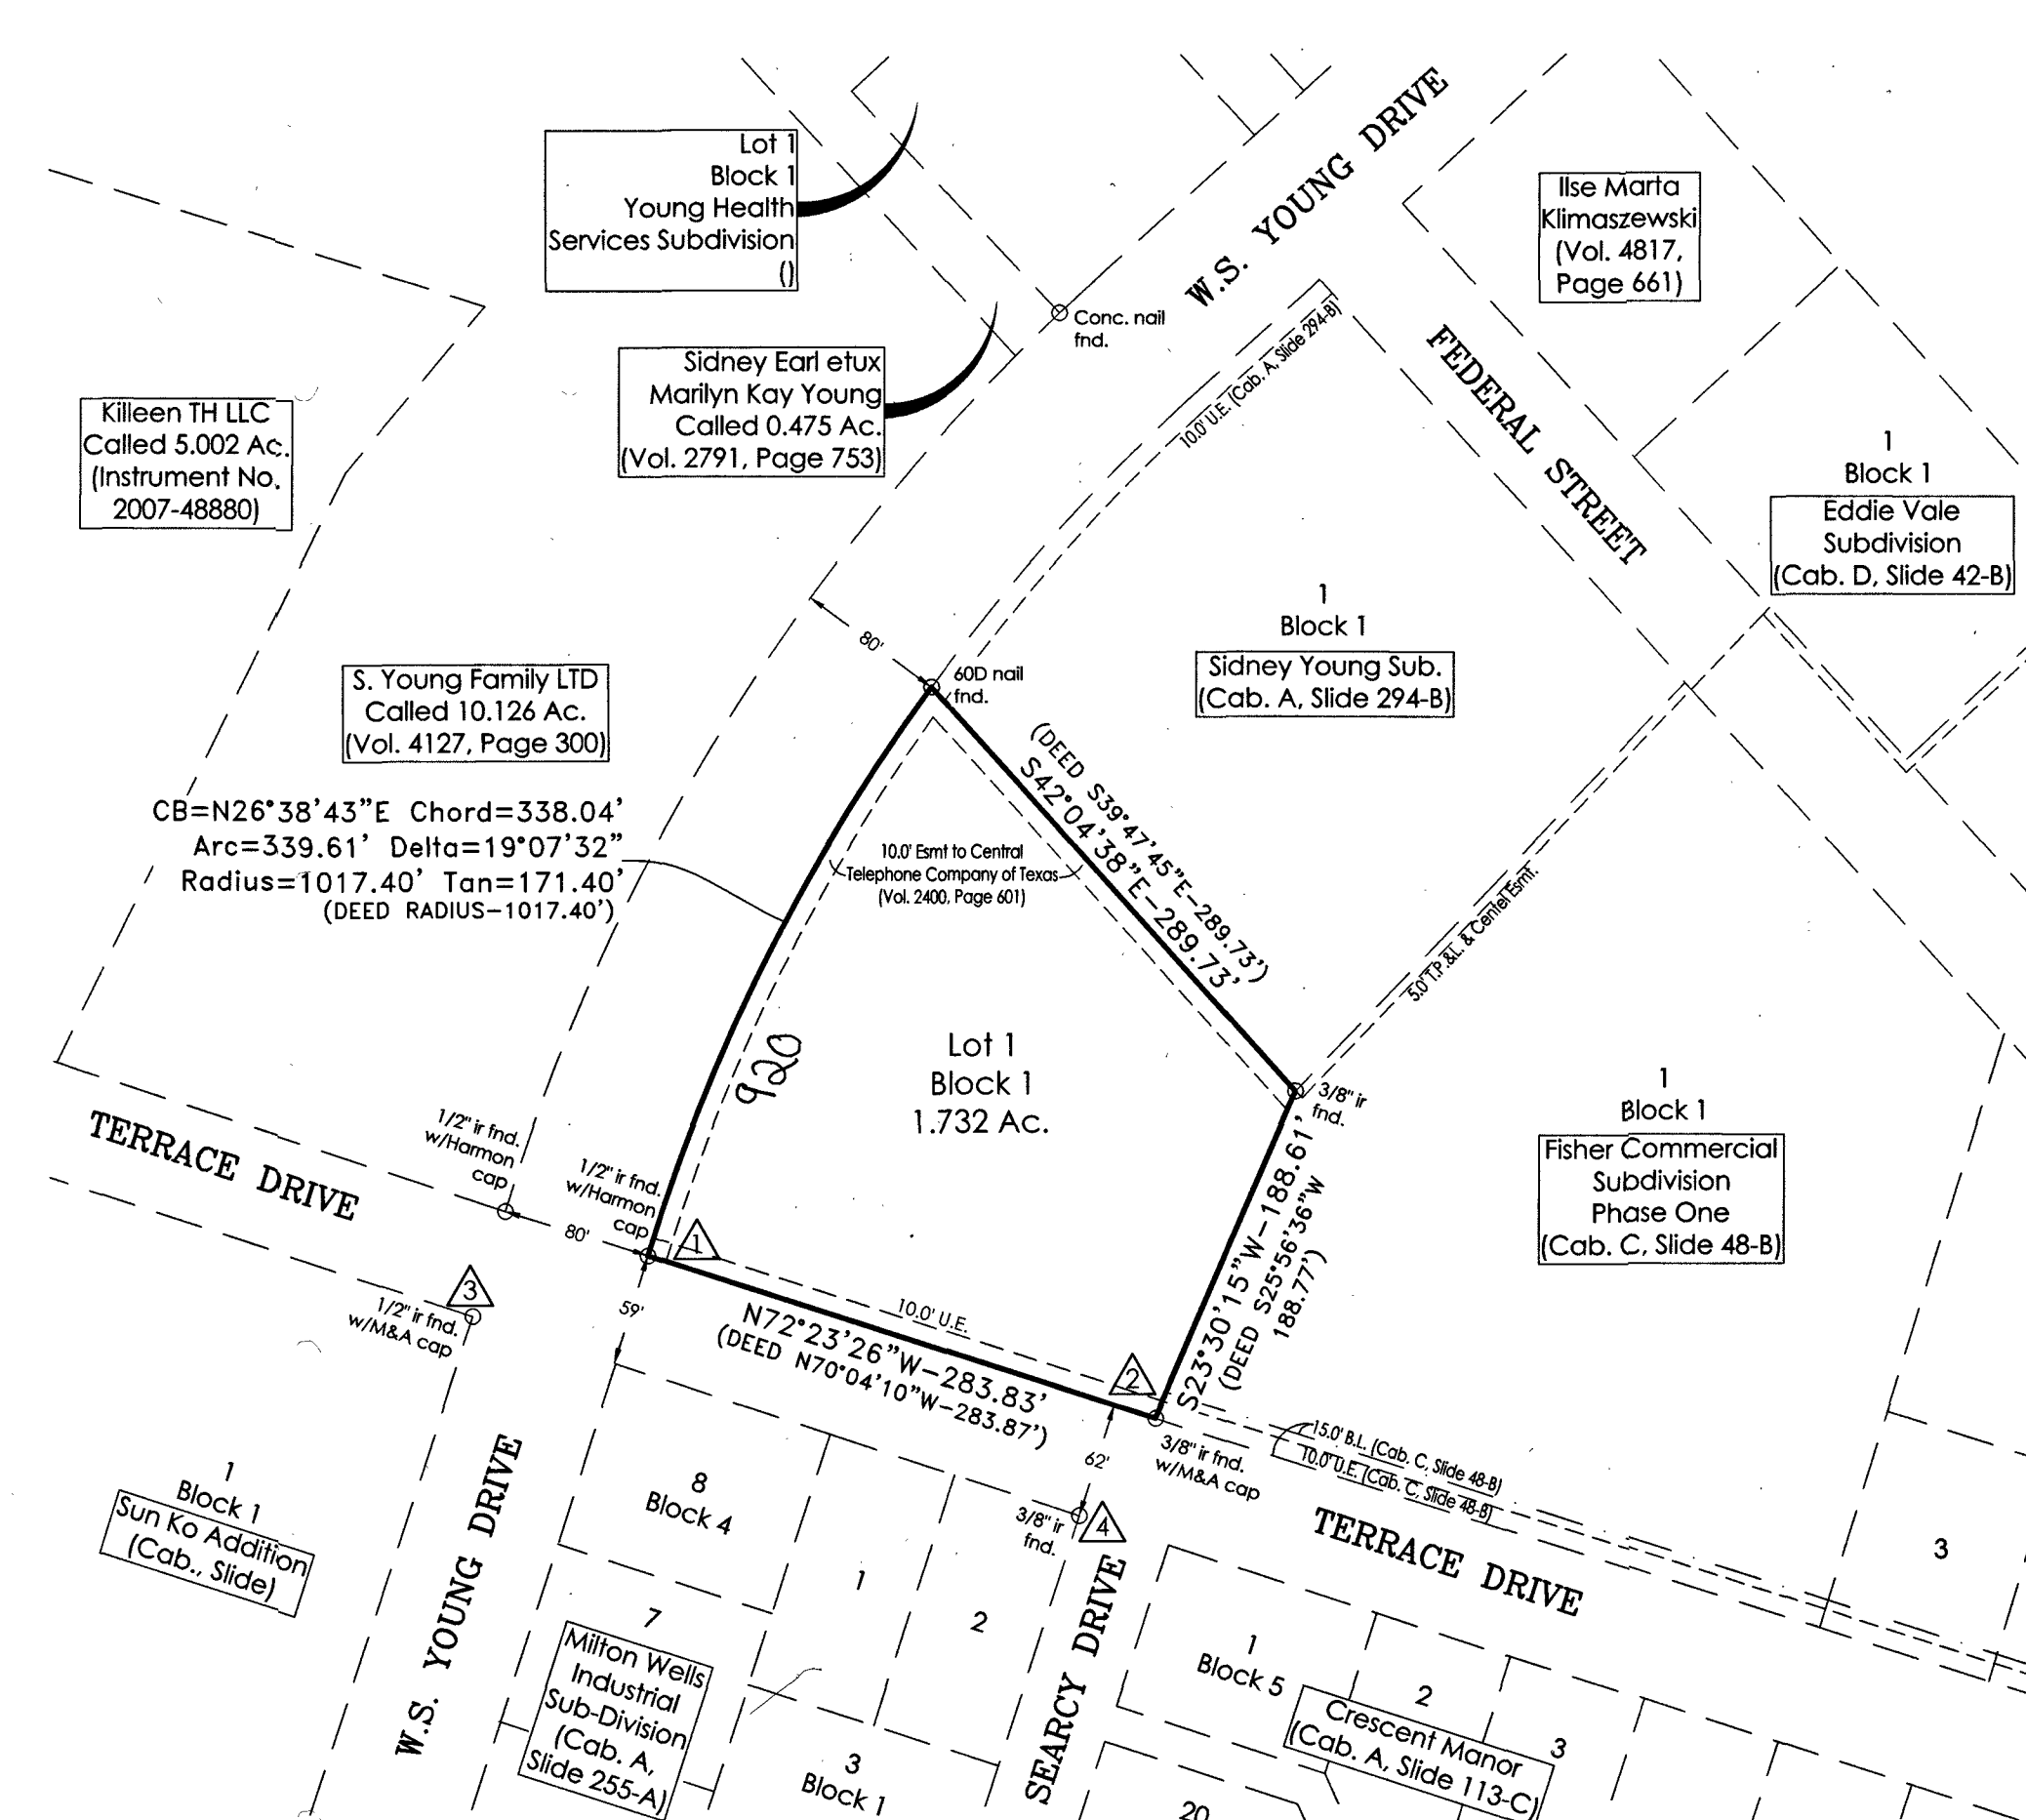 Lot 1
Block 1
Young Health
Services Subdivision
()
W.S. YOUNG DRIVE
Ilse Marta
Klimaszewski
(Vol. 4817,
Page 661)
Conc. nail
fnd.
Sidney Earl etux
Marilyn Kay Young
Called 0.475 Ac.
(Vol. 2791, Page 753)
10.0' U.E. (Cab. A, Slide 294-B)
FEDERAL STREET
Killeen TH LLC
Called 5.002 Ac.
(Instrument No.
2007-48880)
1
Block 1
Eddie Vale
Subdivision
(Cab. D, Slide 42-B)
1
Block 1
Sidney Young Sub.
(Cab. A, Slide 294-B)
80'
60D nail
fnd.
S. Young Family LTD
Called 10.126 Ac.
(Vol. 4127, Page 300)
CB=N26°38'43"E Chord=338.04'
Arc=339.61' Delta=19°07'32"
Radius=1017.40' Tan=171.40'
(DEED RADIUS-1017.40')
(DEED S39°47'45"E-289.73')
S42°04'38"E-289.73'
10.0' Esmt to Central
Telephone Company of Texas
(Vol. 2400, Page 601)
5.0' T.P.&L. & Centel Esmt.
920
Lot 1
Block 1
1.732 Ac.
3/8" ir
fnd.
1
Block 1
Fisher Commercial
Subdivision
Phase One
(Cab. C, Slide 48-B)
TERRACE DRIVE
1/2" ir fnd.
w/Harmon
cap
1/2" ir fnd.
w/Harmon
cap
80'
1
S23°30'15"W-188.61'
(DEED S25°56'36"W
188.77')
3
1/2" ir fnd.
w/M&A cap
59'
10.0' U.E.
N72°23'26"W-283.83'
(DEED N70°04'10"W-283.87')
2
62'
3/8" ir fnd.
w/M&A cap
15.0' B.L. (Cab. C, Slide 48-B)
10.0' U.E. (Cab. C, Slide 48-B)
3/8" ir
fnd.
4
TERRACE DRIVE
3
1
Block 1
Sun Ko Addition
(Cab., Slide)
W.S. YOUNG DRIVE
8
Block 4
1
2
7
Milton Wells
Industrial
Sub-Division
(Cab. A,
Slide 255-A)
3
Block 1
SEARCY DRIVE
1
Block 5
2
3
Crescent Manor
(Cab. A, Slide 113-C)
20